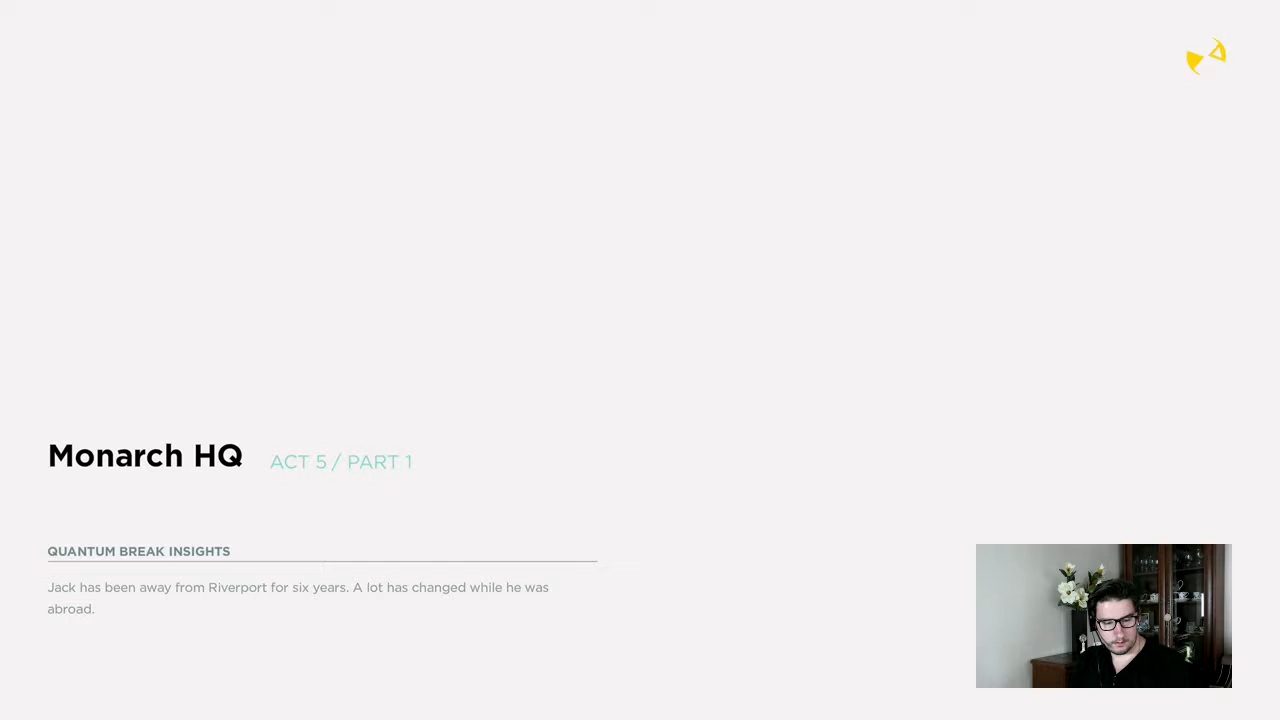 Monarch HQ ACT 5 / PART 1
QUANTUM BREAK INSIGHTS
Jack has been away from Riverport for six years. A lot has changed while he was
abroad.